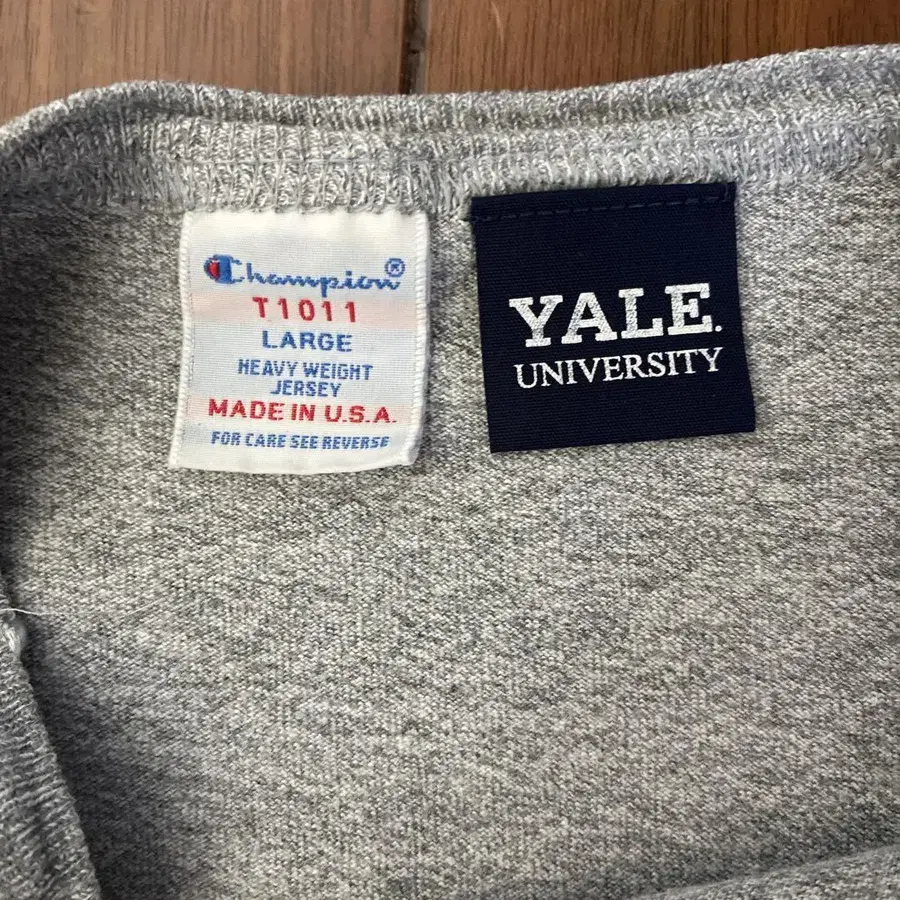 Champion®
T1011
LARGE
HEAVY WEIGHT
JERSEY
MADE IN U.S.A.
FOR CARE SEE REVERSE
YALE.
UNIVERSITY